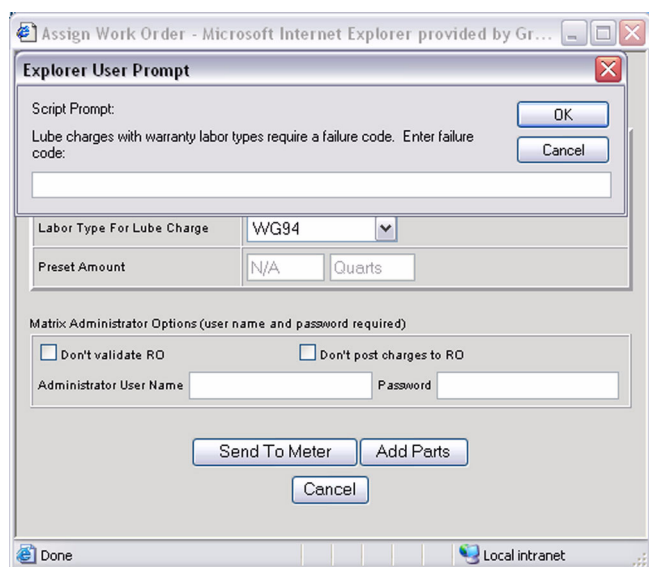 Assign Work Order - Microsoft Internet Explorer provided by Gr...
Explorer User Prompt
Script Prompt:
OK
Lube charges with warranty labor types require a failure code. Enter failure
code:
Cancel
Labor Type For Lube Charge WG94
Preset Amount N/A Quarts
Matrix Administrator Options (user name and password required)
Don't validate RO Don't post charges to RO
Administrator User Name Password
Send To Meter Add Parts
Cancel
Done Local intranet